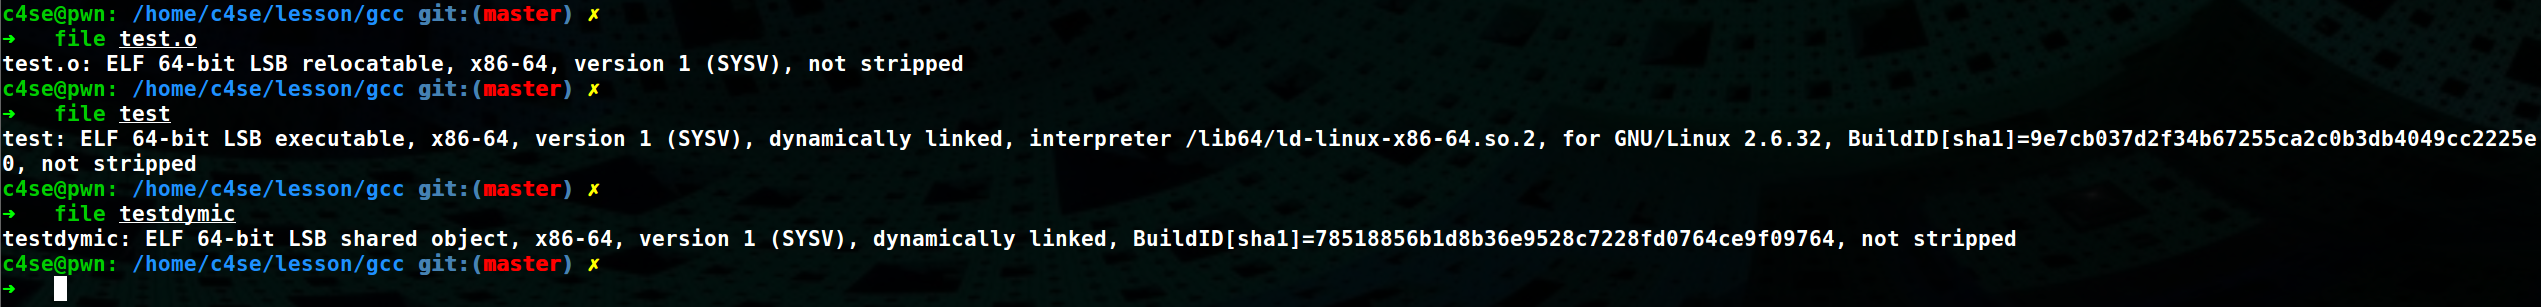 c4se@pwn: /home/c4se/lesson/gcc git:(master) ✗
➜   file test.o
test.o: ELF 64-bit LSB relocatable, x86-64, version 1 (SYSV), not stripped
c4se@pwn: /home/c4se/lesson/gcc git:(master) ✗
➜   file test
test: ELF 64-bit LSB executable, x86-64, version 1 (SYSV), dynamically linked, interpreter /lib64/ld-linux-x86-64.so.2, for GNU/Linux 2.6.32, BuildID[sha1]=9e7cb037d2f34b67255ca2c0b3db4049cc2225e
0, not stripped
c4se@pwn: /home/c4se/lesson/gcc git:(master) ✗
➜   file testdymic
testdymic: ELF 64-bit LSB shared object, x86-64, version 1 (SYSV), dynamically linked, BuildID[sha1]=78518856b1d8b36e9528c7228fd0764ce9f09764, not stripped
c4se@pwn: /home/c4se/lesson/gcc git:(master) ✗
➜